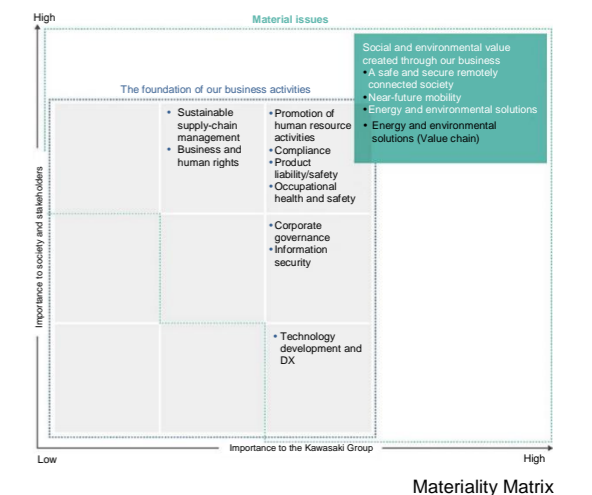 High
Material issues
Social and environmental value
created through our business
•A safe and secure remotely
connected society
•Near-future mobility
•Energy and environmental solutions
• Energy and environmental
solutions (Value chain)
The foundation of our business activities
• Sustainable
supply-chain
management
• Business and
human rights
•Promotion of
human resource
activities
•Compliance
•Product
liability/safety
•Occupational
health and safety
•Corporate
governance
•Information
security
• Technology
development and
DX
Importance to society and stakeholders
Importance to the Kawasaki Group
Low
High
Materiality Matrix